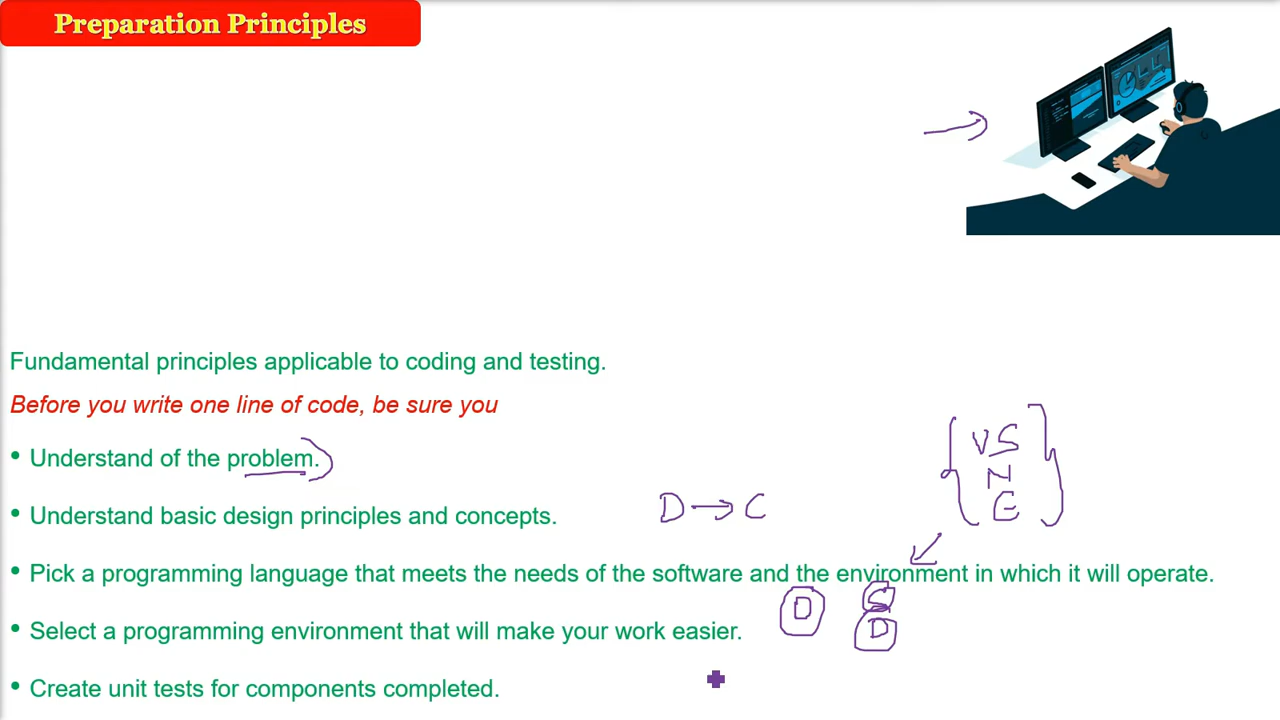 Preparation Principles
Fundamental principles applicable to coding and testing.
Before you write one line of code, be sure you
• Understand of the problem.
VS
N
E
• Understand basic design principles and concepts.
D → C
• Pick a programming language that meets the needs of the software and the environment in which it will operate.
• Select a programming environment that will make your work easier.
D
D
• Create unit tests for components completed.